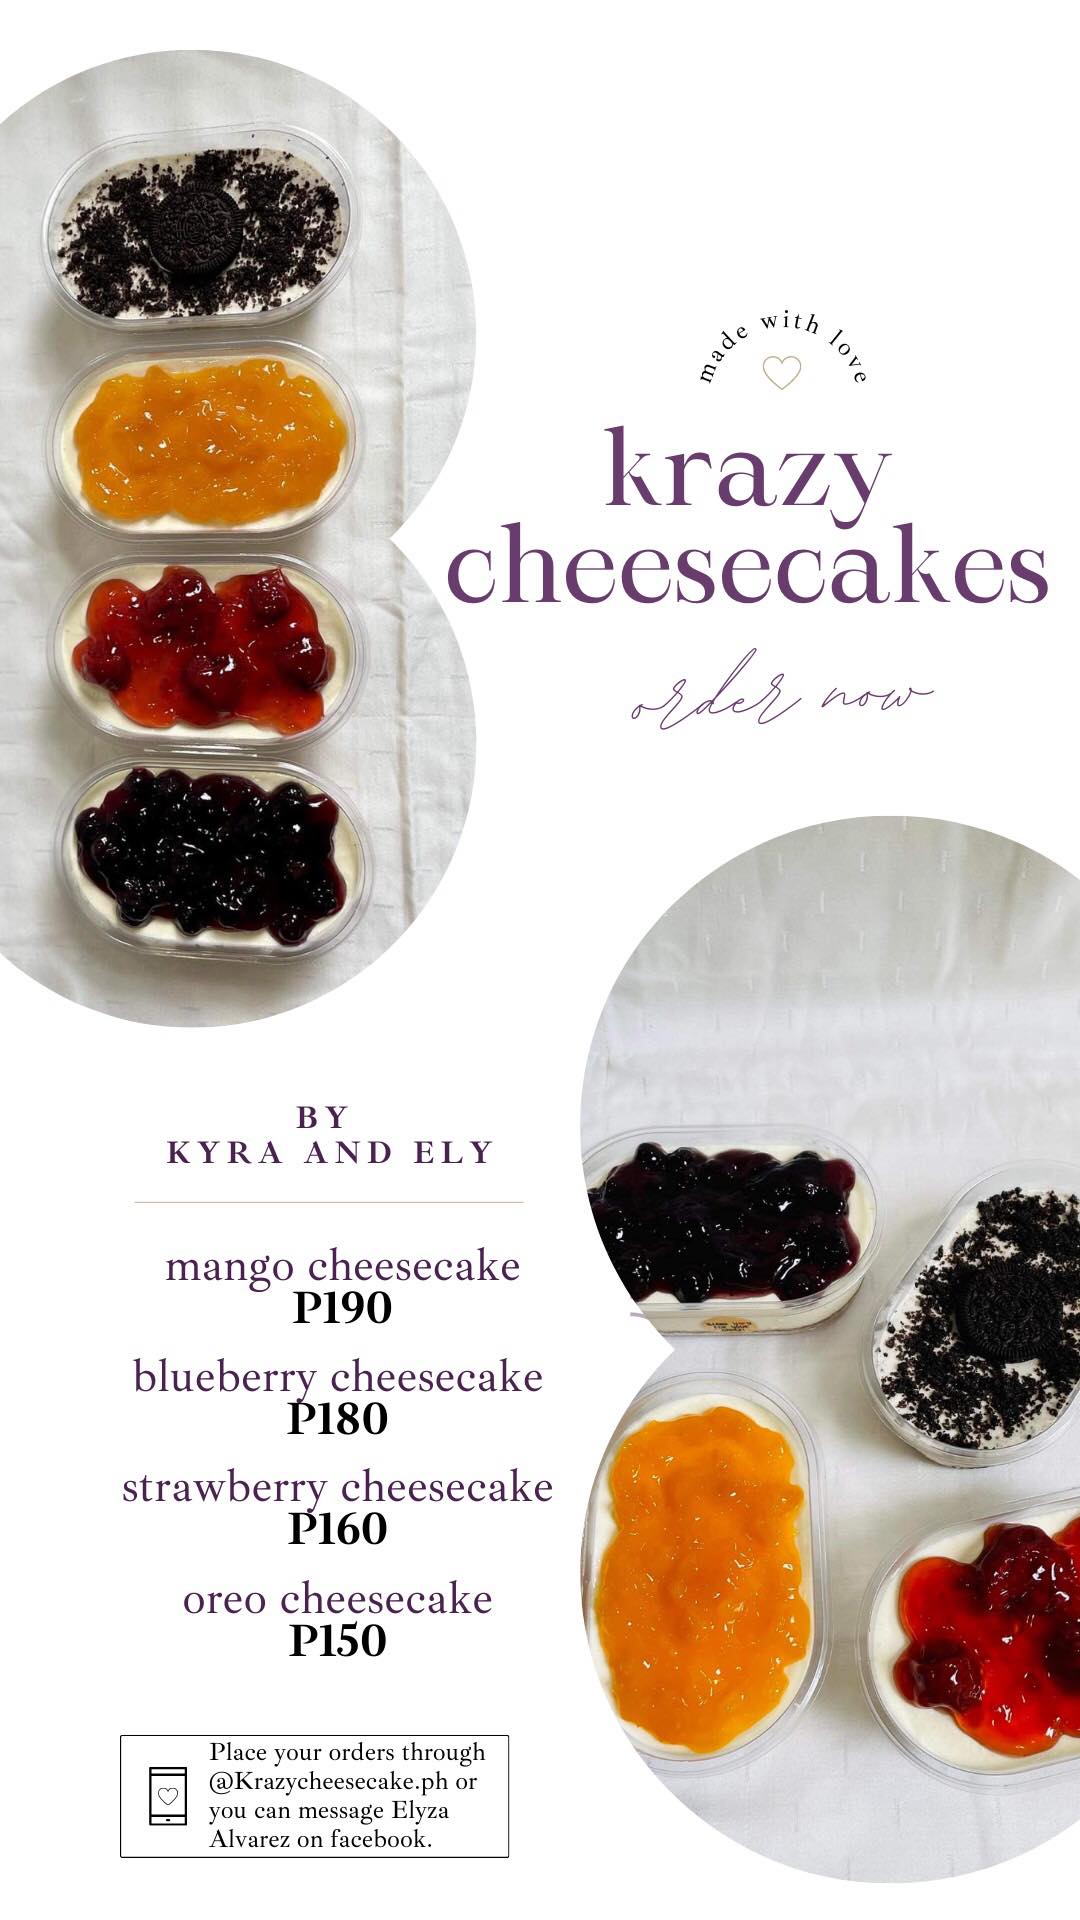 made with love
krazy
cheesecakes
order now
BY
KYRA AND ELY
mango cheesecake
P190
blueberry cheesecake
P180
strawberry cheesecake
P160
oreo cheesecake
P150
Place your orders through
@Krazycheesecake.ph or
you can message Elyza
Alvarez on facebook.